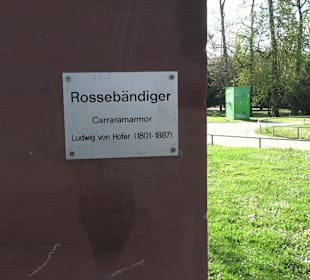 Rossebändiger
Carraramarmor
Ludwig von Hofer (1801-1887)